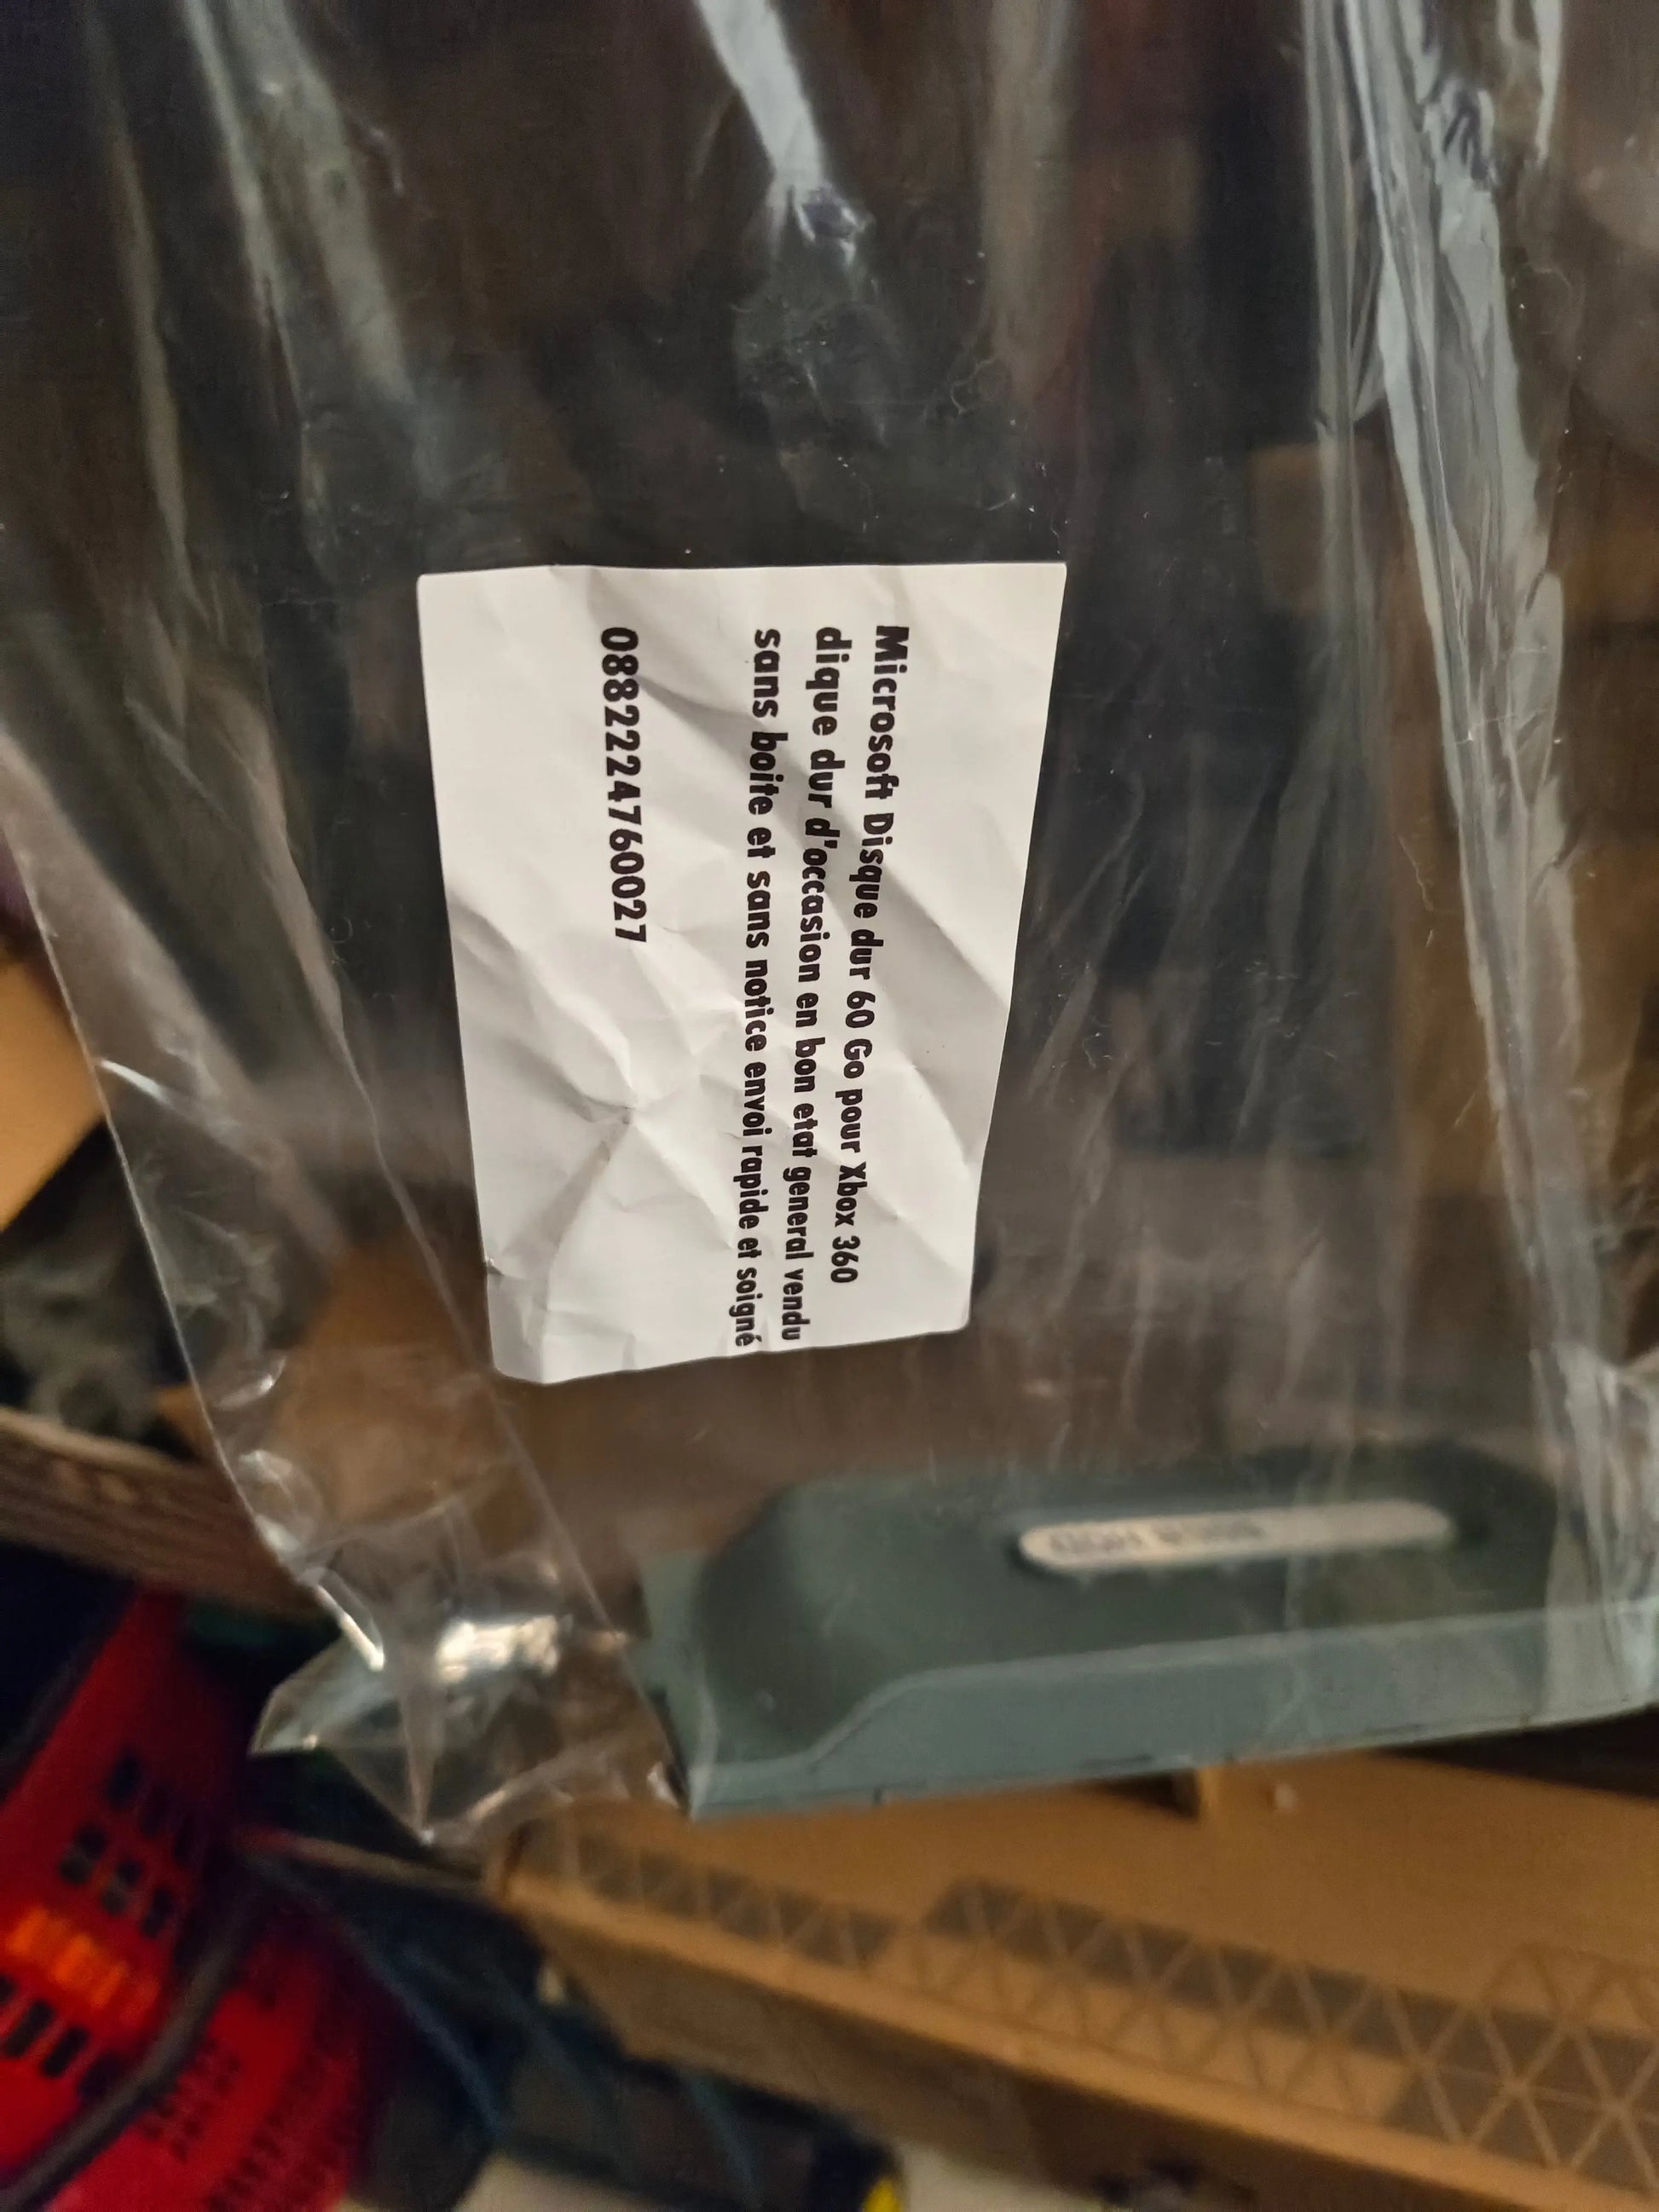 Microsoft Disque dur 60 Go pour Xbox 360
dique dur d'occasion en bon etat general vendu
sans boite et sans notice envoi rapide et soigné
0882224760027